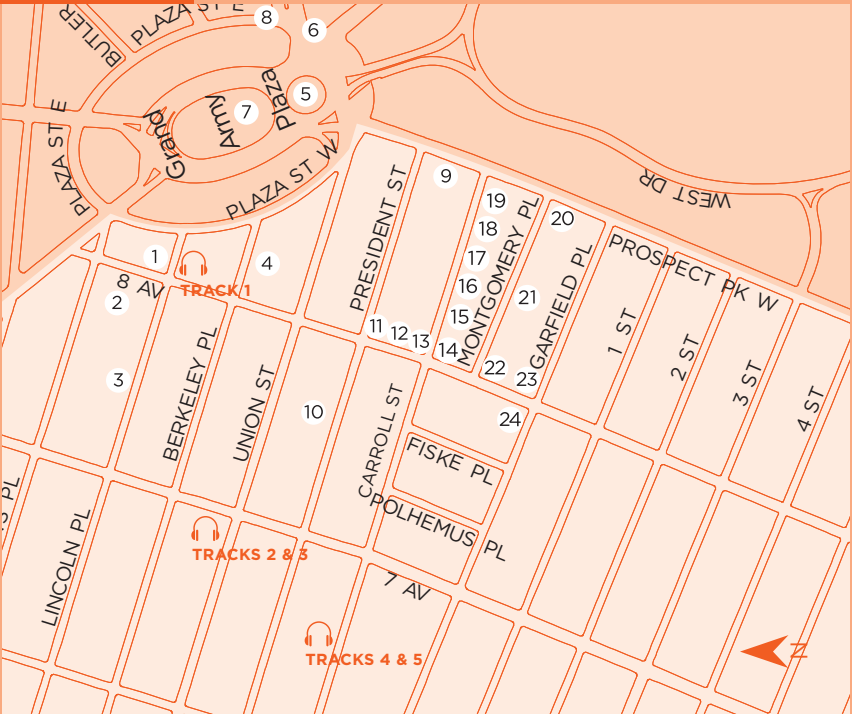 PLAZA ST E
8
6
BUTLER
5
7
Grand
Army
Plaza
PLAZA ST E
PLAZA ST W
WEST DR
9
PRESIDENT ST
19
18
17
16
15
14
MONTGOMERY PL
20
21
GARFIELD PL
PROSPECT PK W
1
TRACK 1
4
8 AV
2
3
11
12
13
22
23
24
1 ST
2 ST
3 ST
4 ST
BERKELEY PL
UNION ST
10
CARROLL ST
FISKE PL
POLHEMUS PL
S PL
LINCOLN PL
TRACKS 2 & 3
7 AV
TRACKS 4 & 5
N